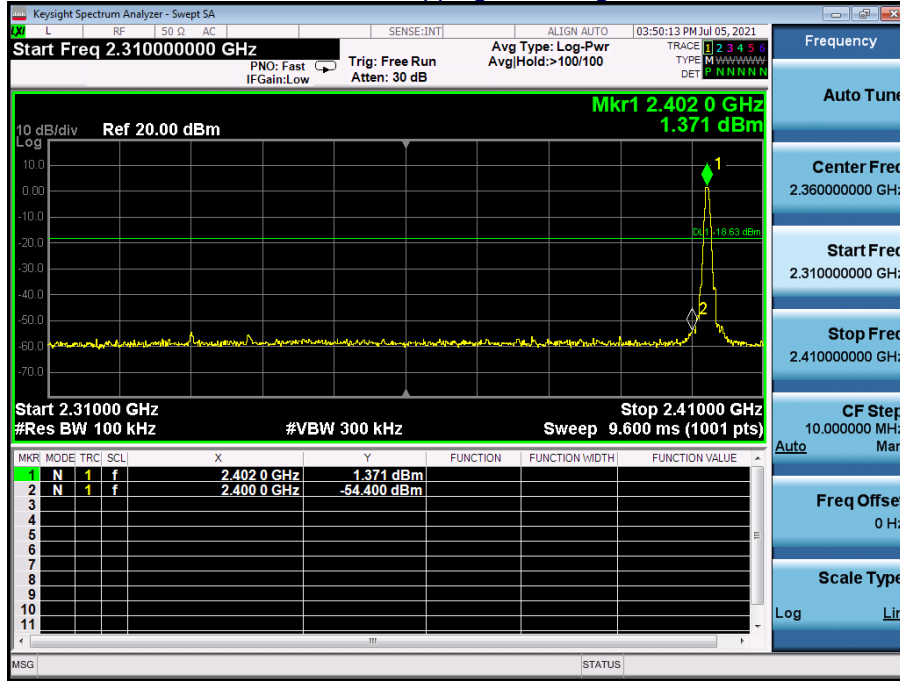 Keysight Spectrum Analyzer - Swept SA
LXI L RF 50 Ω AC SENSE:INT ALIGN AUTO 03:50:13 PM Jul 05, 2021
Start Freq 2.310000000 GHz
PNO: Fast
IFGain:Low
Trig: Free Run
Atten: 30 dB
Avg Type: Log-Pwr
Avg|Hold:>100/100
TRACE 1 2 3 4 5 6
TYPE M WWWWW
DET P N N N N N
Mkr1 2.402 0 GHz
1.371 dBm
10 dB/div Ref 20.00 dBm
Log
10.0
0.00
-10.0
-20.0
-30.0
-40.0
-50.0
-60.0
-70.0
1
DL1 -18.63 dBm
2
Start 2.31000 GHz Stop 2.41000 GHz
#Res BW 100 kHz #VBW 300 kHz Sweep 9.600 ms (1001 pts)
MKR MODE TRC SCL X Y FUNCTION FUNCTION WIDTH FUNCTION VALUE
1 N 1 f 2.402 0 GHz 1.371 dBm
2 N 1 f 2.400 0 GHz -54.400 dBm
3
4
5
6
7
8
9
10
11
MSG STATUS
Frequency
Auto Tune
Center Freq
2.360000000 GHz
Start Freq
2.310000000 GHz
Stop Freq
2.410000000 GHz
CF Step
10.000000 MHz
Auto Man
Freq Offset
0 Hz
Scale Type
Log Lin